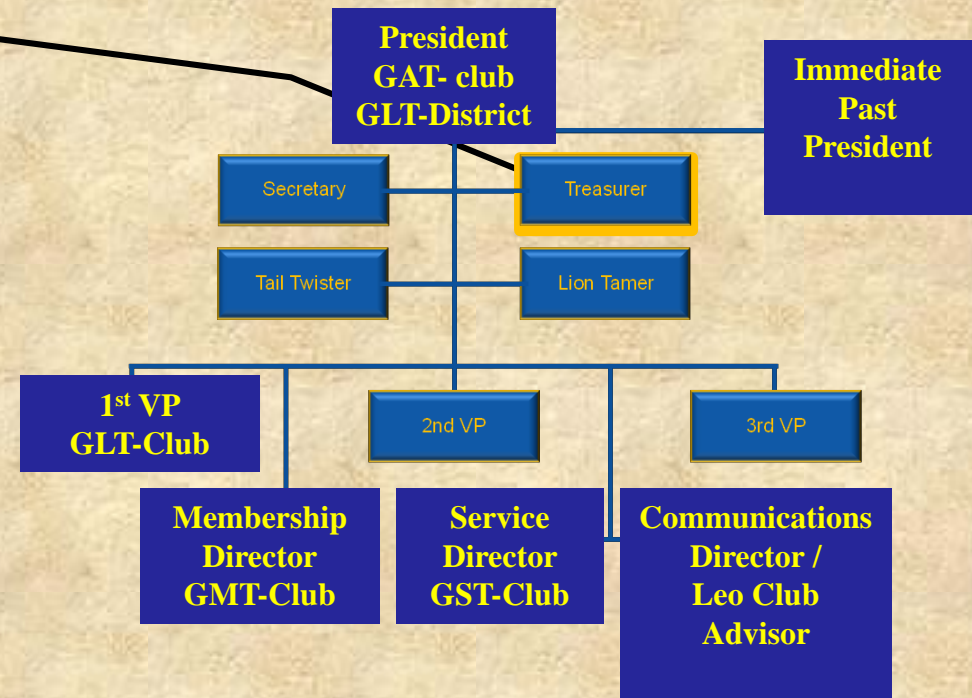 President
GAT- club
GLT-District
Immediate
Past
President
Secretary
Treasurer
Tail Twister
Lion Tamer
1st VP
GLT-Club
2nd VP
3rd VP
Membership
Director
GMT-Club
Service
Director
GST-Club
Communications
Director /
Leo Club
Advisor